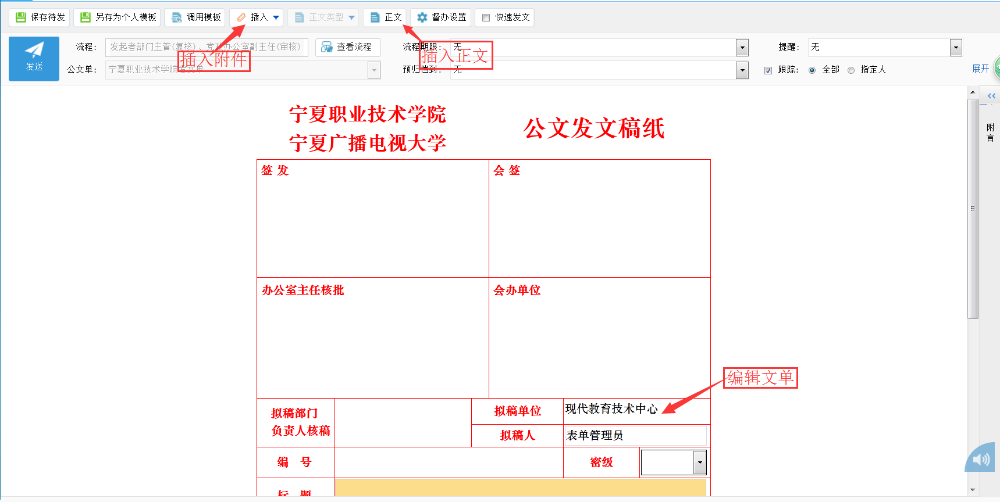 保存待发 另存为个人模板 调用模板 插入 正文类型 正文 督办设置 快速发文
发送
流程： 发起者部门主管(复核)、党政办公室副主任(审核) 查看流程 流程期限： 无 提醒： 无
插入附件 插入正文
公文单： 宁夏职业技术学院发文单 预归档到： 无 跟踪： 全部 指定人 展开
附言
宁夏职业技术学院
宁夏广播电视大学
公文发文稿纸
签 发 会 签
办公室主任核批 会办单位
编辑文单
拟稿部门
负责人核稿
拟稿单位 现代教育技术中心
拟稿人 表单管理员
编 号 密级
标 题